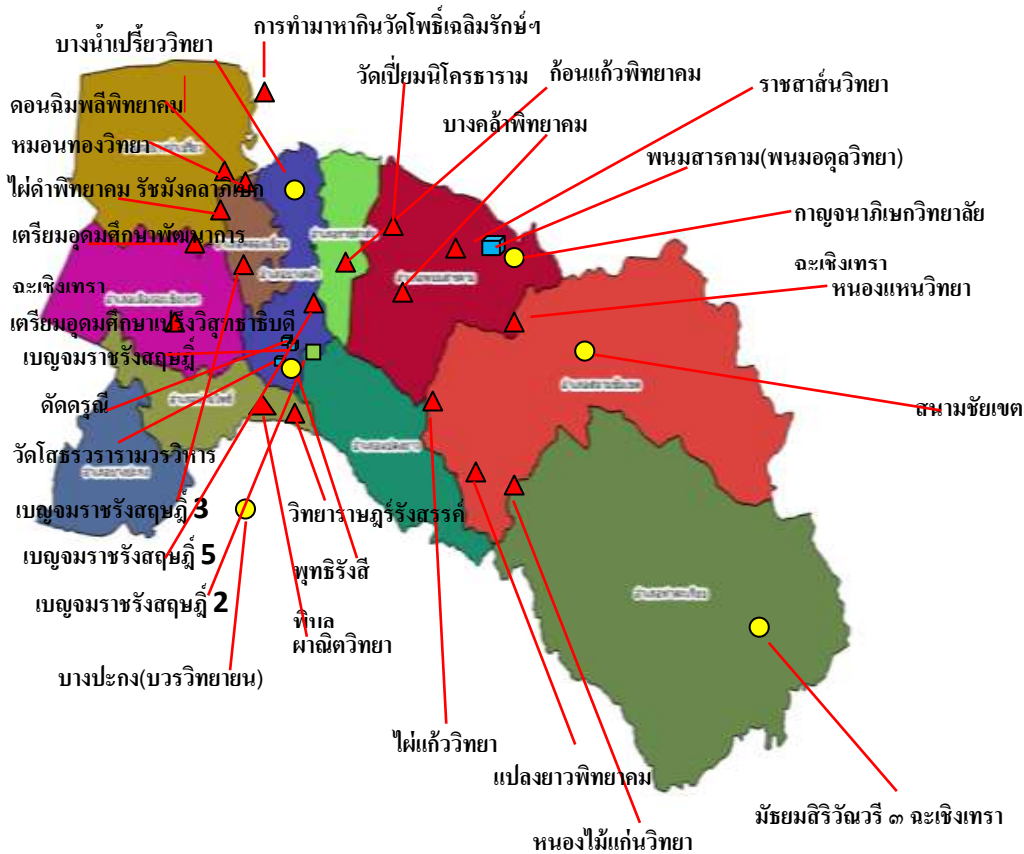 การทำมาหากินวัดโพธิ์เฉลิมรักษ์ฯ
บางน้ำเปรี้ยววิทยา
วัดเปี่ยมนิโครธาราม
ก้อนแก้วพิทยาคม
ราชสาส์นวิทยา
ดอนฉิมพลีพิทยาคม
บางคล้าพิทยาคม
หมอนทองวิทยา
พนมสารคาม(พนมอดุลวิทยา)
ไผ่ดำพิทยาคม รัชมังคลาภิเษก
กาญจนาภิเษกวิทยาลัย
เตรียมอุดมศึกษาพัฒนาการ
ฉะเชิงเทรา
ฉะเชิงเทรา
หนองแหนวิทยา
เตรียมอุดมศึกษาเปร็งวิสุทธาธิบดี
เบญจมราชรังสฤษฎิ์
ดัดดรุณี
สนามชัยเขต
วัดโสธรวรารามวรวิหาร
เบญจมราชรังสฤษฎิ์ 3
วิทยาราษฎร์รังสรรค์
เบญจมราชรังสฤษฎิ์ 5
พุทธิรังสี
เบญจมราชรังสฤษฎิ์ 2
พิบูล
ผาณิตวิทยา
บางปะกง(บวรวิทยายน)
ไผ่แก้ววิทยา
แปลงยาวพิทยาคม
มัธยมสิริวัณวรี ๓ ฉะเชิงเทรา
หนองไม้แก่นวิทยา